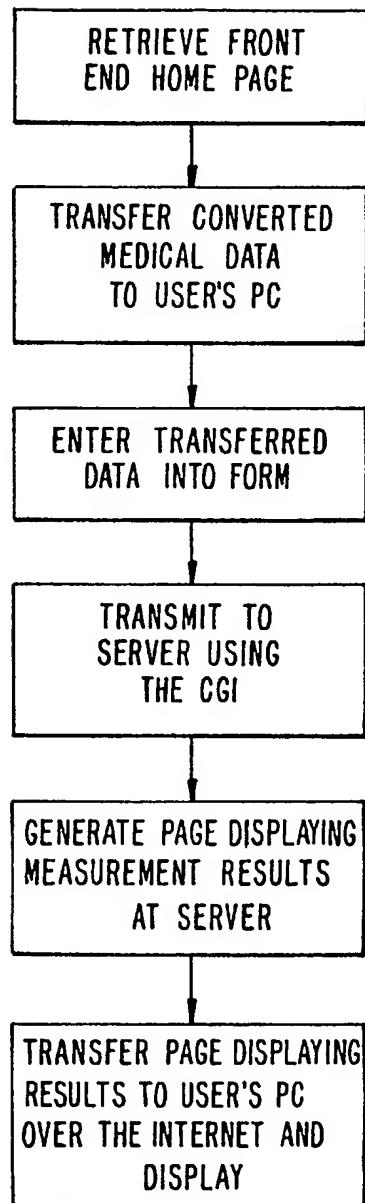 RETRIEVE FRONT
END HOME PAGE
TRANSFER CONVERTED
MEDICAL DATA
TO USER'S PC
ENTER TRANSFERRED
DATA INTO FORM
TRANSMIT TO
SERVER USING
THE CGI
GENERATE PAGE DISPLAYING
MEASUREMENT RESULTS
AT SERVER
TRANSFER PAGE DISPLAYING
RESULTS TO USER'S PC
OVER THE INTERNET AND
DISPLAY